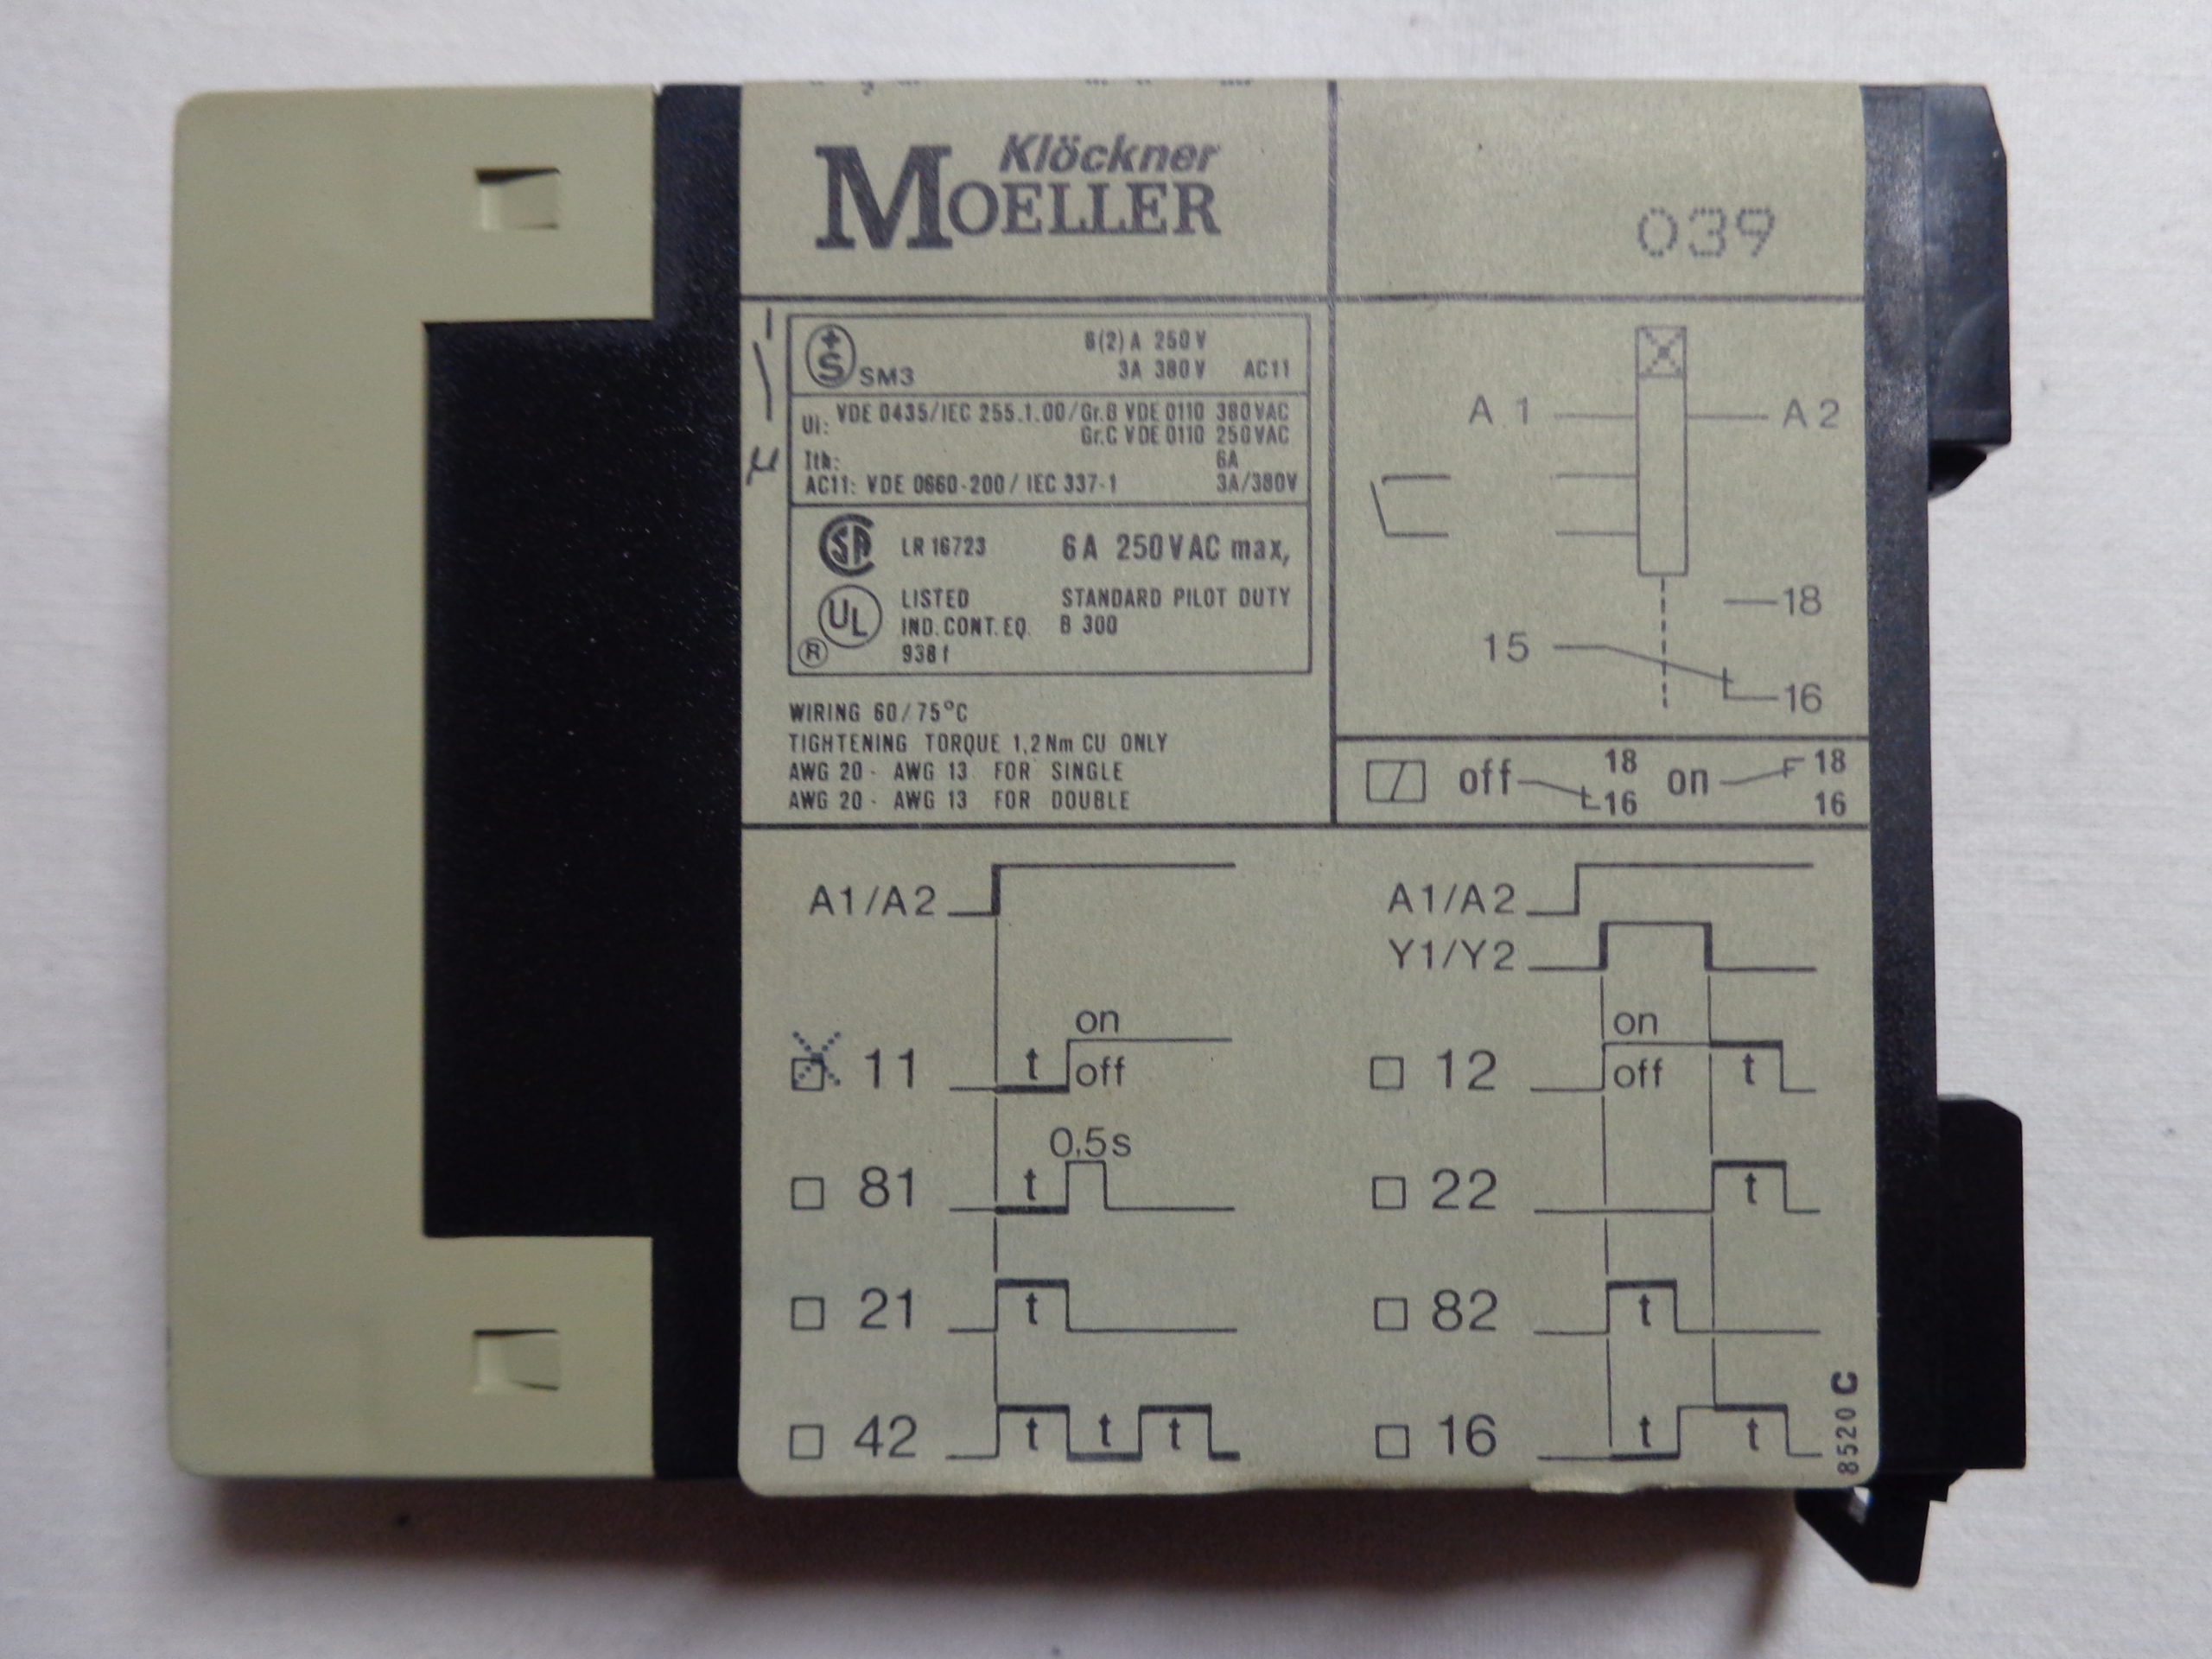 Klöckner
MOELLER
039
+
S
SM3
6(2) A 250 V
3A 380 V AC11
Ui: VDE 0435/IEC 255.1.00/Gr.B VDE 0110 380VAC
Gr.C VDE 0110 250VAC
Ith: 6A
AC11: VDE 0660-200 / IEC 337-1 3A/380V
µ
SA LR 16723 6A 250VAC max,
UL LISTED STANDARD PILOT DUTY
IND. CONT. EQ. B 300
R 938 f
WIRING 60/75°C
TIGHTENING TORQUE 1,2 Nm CU ONLY
AWG 20 - AWG 13 FOR SINGLE
AWG 20 - AWG 13 FOR DOUBLE
A1 A2
18
15
16
off 18 on 18
16 16
A1/A2
on
11 t off
0,5s
81 t
21 t
42 t t t
A1/A2
Y1/Y2
on
12 off t
22 t
82 t
16 t t
8520 C